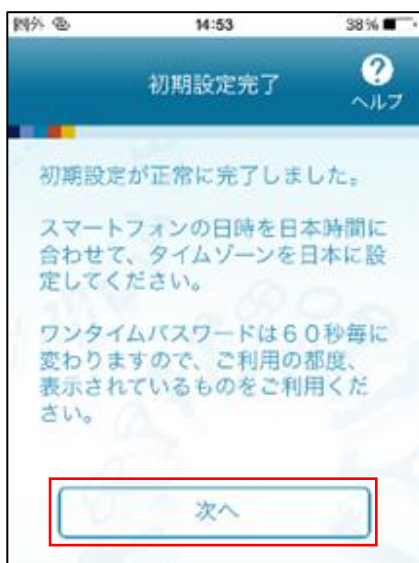 圏外 14:53 38%
初期設定完了
?
ヘルプ
初期設定が正常に完了しました。
スマートフォンの日時を日本時間に
合わせて、タイムゾーンを日本に設
定してください。
ワンタイムパスワードは60秒毎に
変わりますので、ご利用の都度、
表示されているものをご利用くだ
さい。
次へ